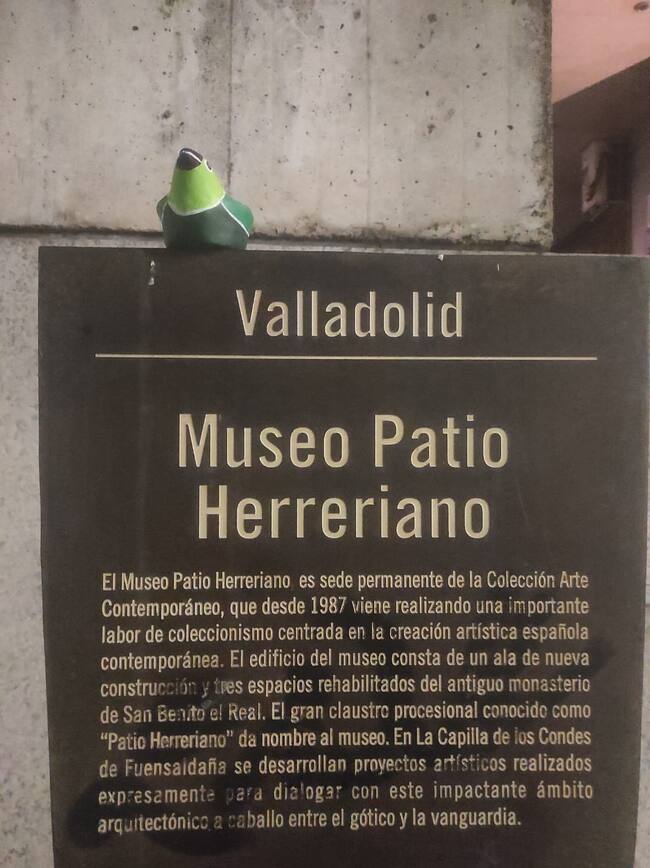 Valladolid
Museo Patio
Herreriano
El Museo Patio Herreriano es sede permanente de la Colección Arte
Contemporáneo, que desde 1987 viene realizando una importante
labor de coleccionismo centrada en la creación artística española
contemporánea. El edificio del museo consta de un ala de nueva
construcción y tres espacios rehabilitados del antiguo monasterio
de San Benito el Real. El gran claustro procesional conocido como
“Patio Herreriano” da nombre al museo. En La Capilla de los Condes
de Fuensaldaña se desarrollan proyectos artísticos realizados
expresamente para dialogar con este impactante ámbito
arquitectónico a caballo entre el gótico y la vanguardia.